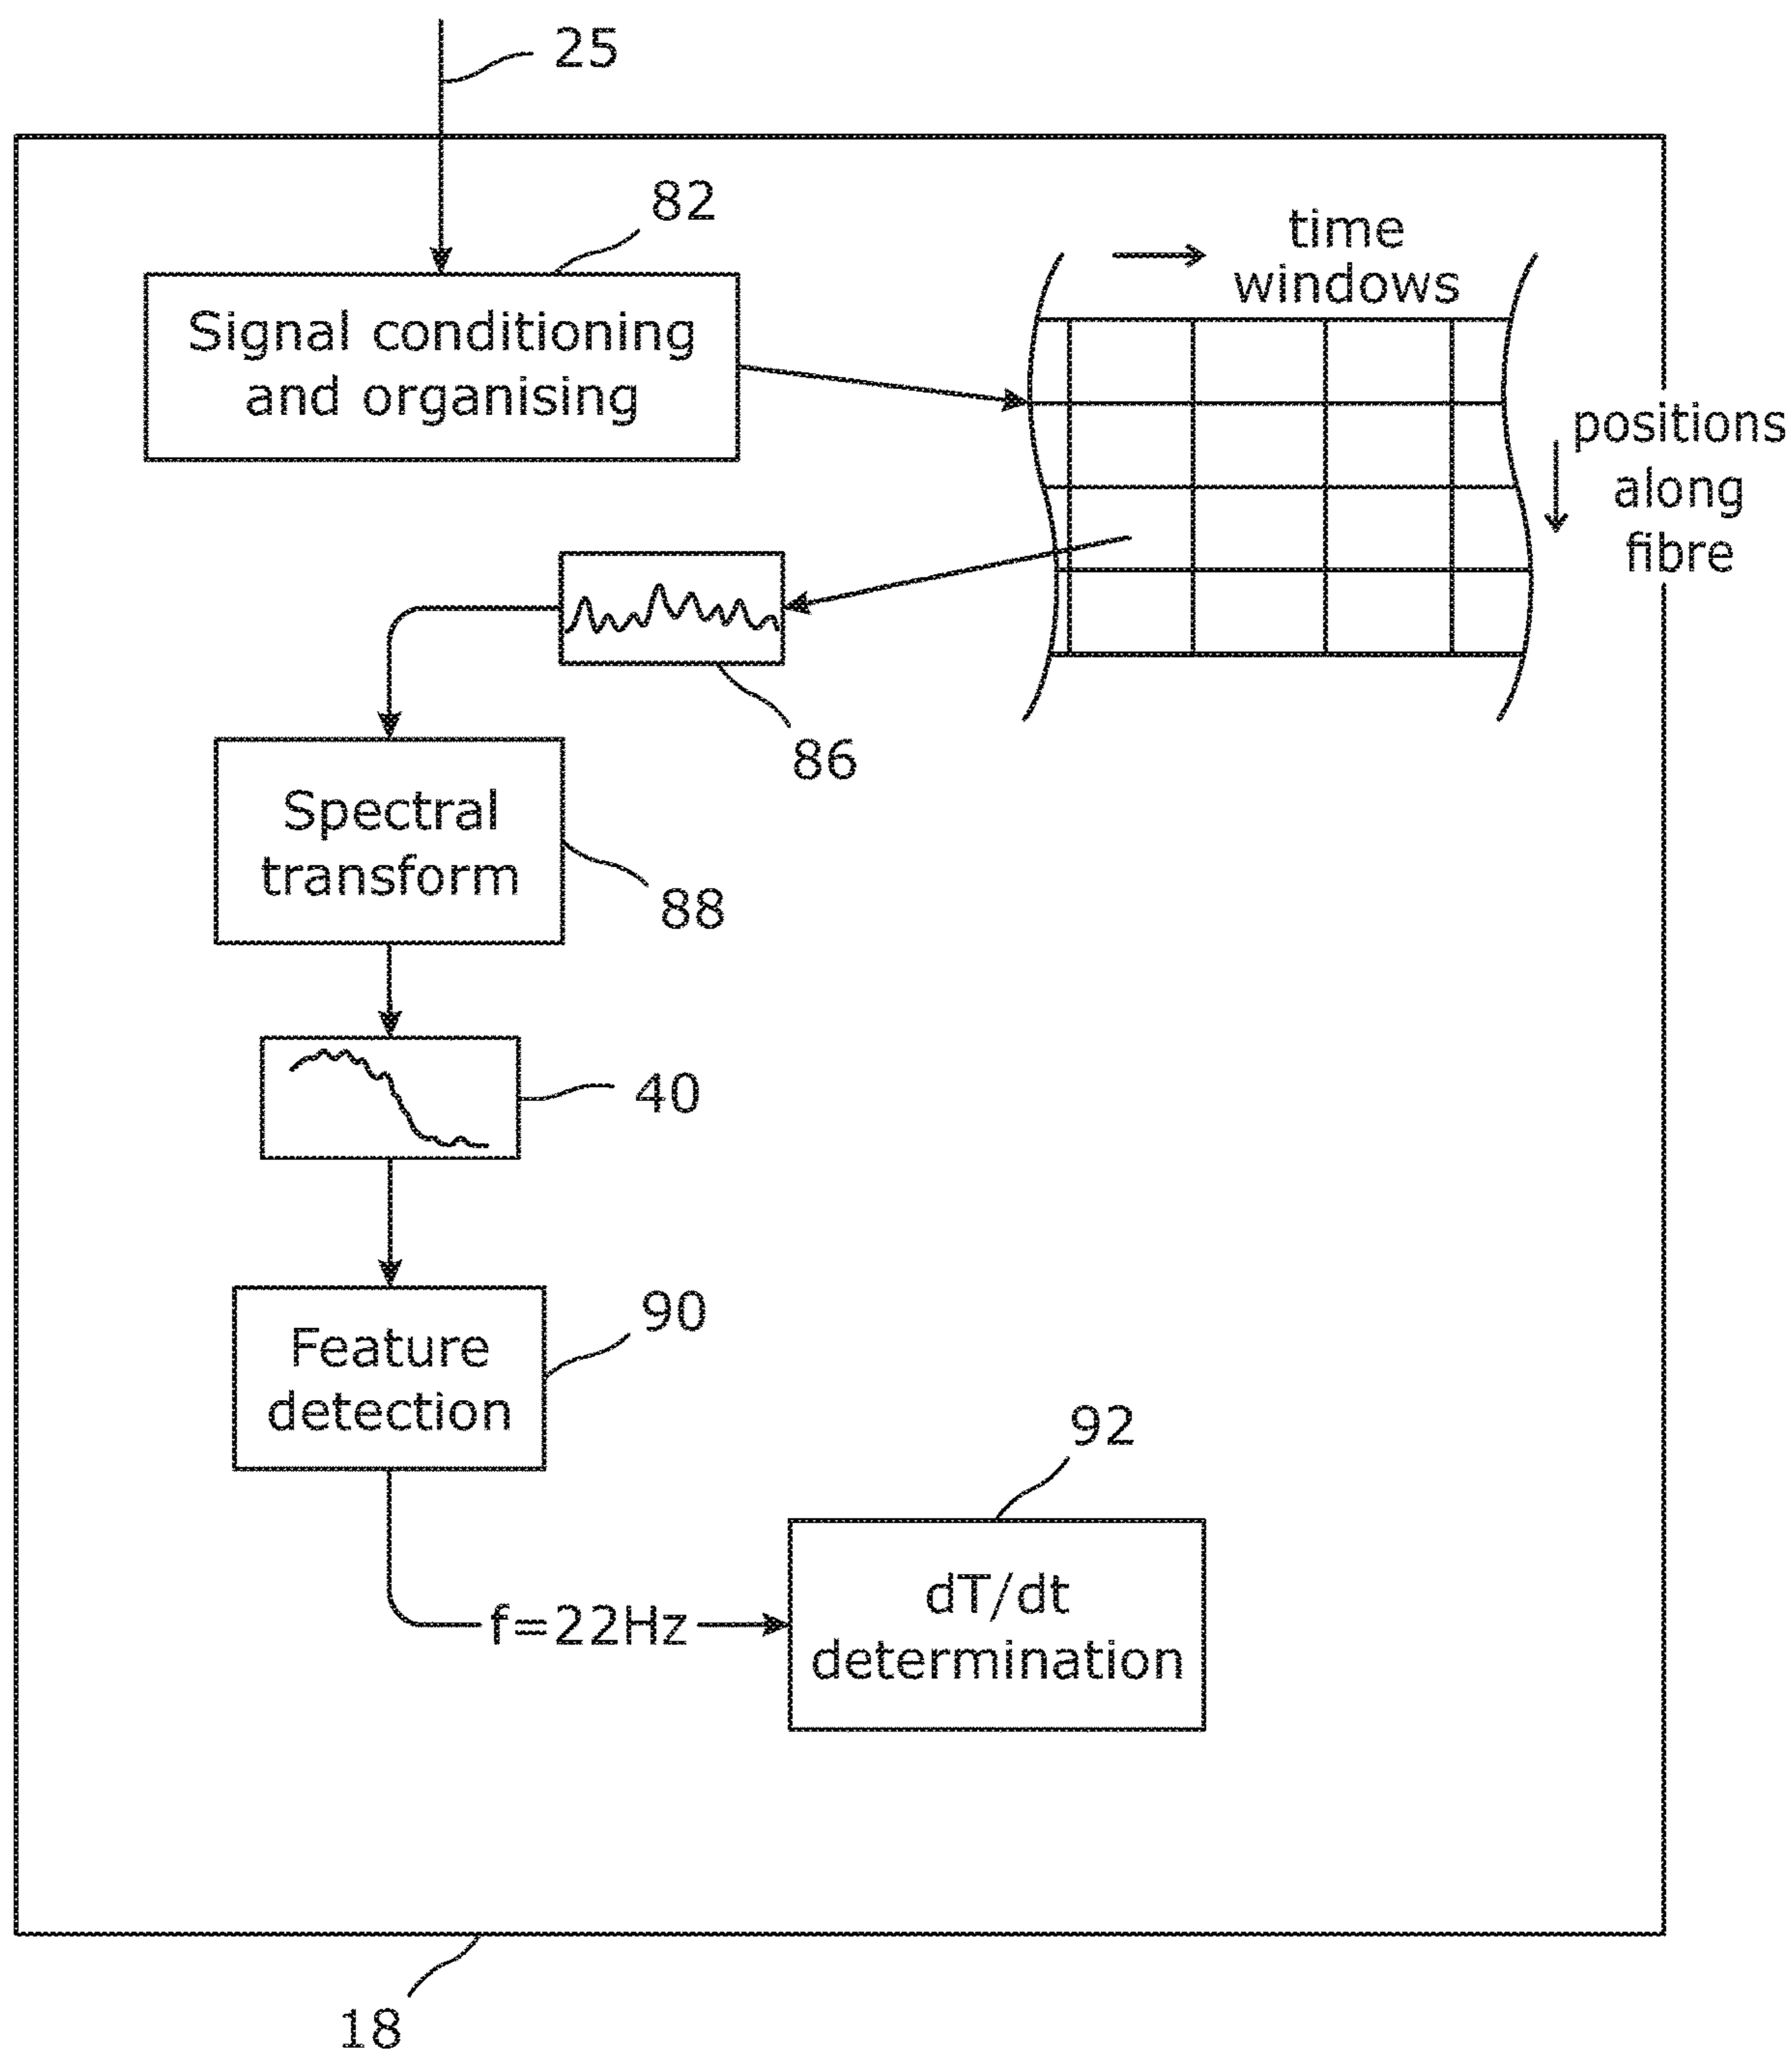 25
82
Signal conditioning
and organising
time
windows
positions
along
fibre
86
Spectral
transform
88
40
90
Feature
detection
92
f=22Hz
dT/dt
determination
18